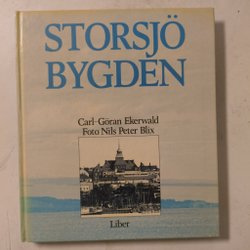 STORSJÖ
BYGDEN
Carl-Göran Ekerwald
Foto Nils Peter Blix
Liber